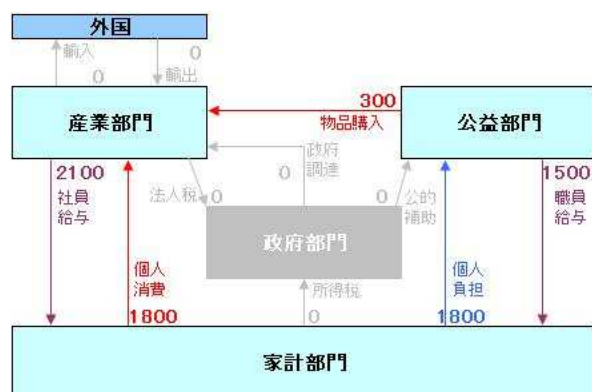 外国
輸入
0
0
輸出
産業部門
300
物品購入
公益部門
2100
社員
給与
法人税
0
0
政府
調達
0
公的
補助
1500
職員
給与
政府部門
個人
消費
1800
所得税
0
個人
負担
1800
家計部門